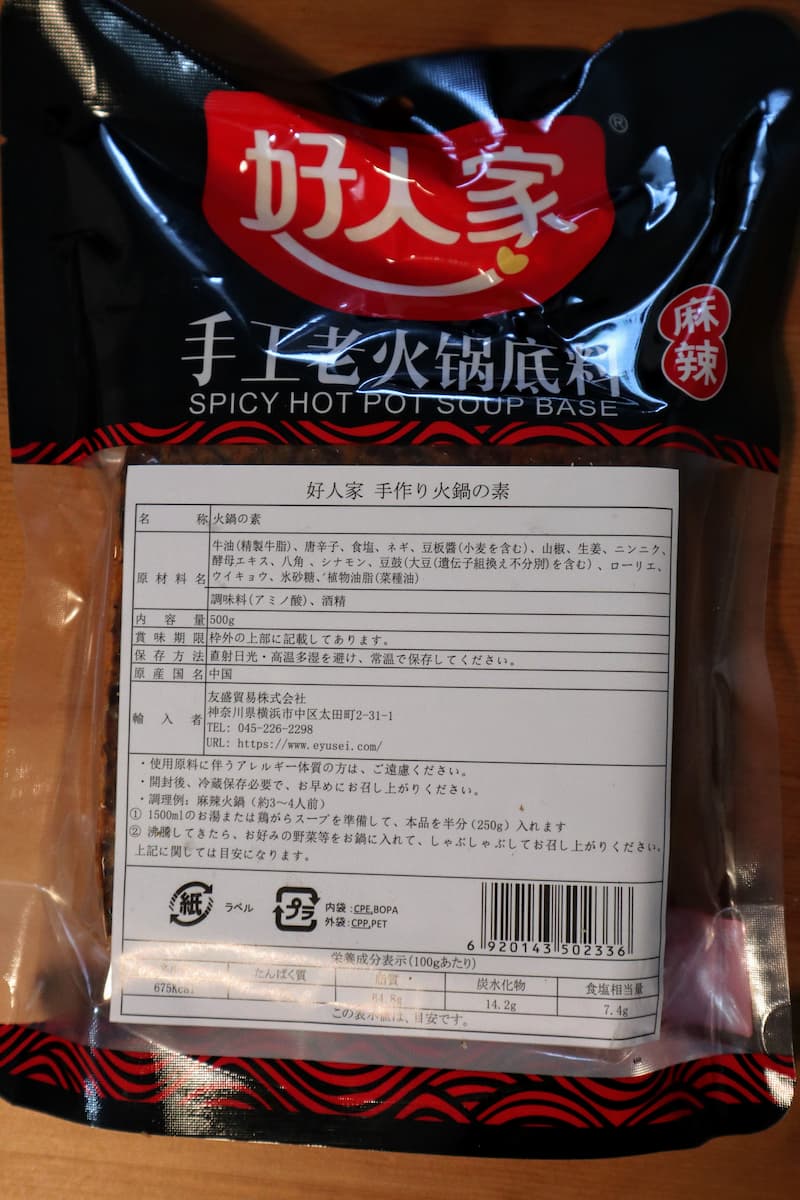 好人家
®
麻辣
手工老火锅底料
SPICY HOT POT SOUP BASE
好人家 手作り火鍋の素
名 称 火鍋の素
原材料名 牛油(精製牛脂)、唐辛子、食塩、ネギ、豆板醬(小麦を含む)、山椒、生姜、ニンニク、
酵母エキス、八角 、シナモン、豆鼓(大豆(遺伝子組換え不分別)を含む) 、ローリエ、
ウイキョウ、氷砂糖、植物油脂(菜種油)
調味料(アミノ酸)、酒精
内容量 500g
賞味期限 枠外の上部に記載してあります。
保存方法 直射日光・高温多湿を避け、常温で保存してください。
原産国名 中国
輸入者 友盛貿易株式会社
神奈川県横浜市中区太田町2-31-1
TEL: 045-226-2298
URL: https://www.eyusei.com/
・使用原料に伴うアレルギー体質の方は、ご遠慮ください。
・開封後、冷蔵保存必要で、お早めにお召し上がりください。
・調理例: 麻辣火鍋 (約3～4人前)
① 1500mlのお湯または鶏がらスープを準備して、本品を半分(250g) 入れます
② 沸騰してきたら、お好みの野菜等をお鍋に入れて、しゃぶしゃぶしてお召し上がりください。
上記に関しては目安になります。
紙 ラベル プラ 内袋:CPE,BOPA
外袋:CPP,PET
6 920143 502336
栄養成分表示(100gあたり)
たんぱく質 脂質 炭水化物 食塩相当量
675Kcal 64.8g 14.2g 7.4g
この表示値は、目安です。